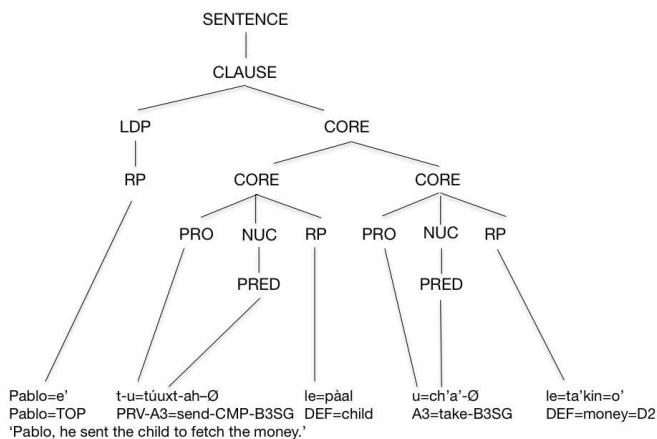 SENTENCE
CLAUSE
LDP CORE
RP CORE CORE
PRO NUC RP PRO NUC RP
PRED PRED
Pablo=e’ t-u=túuxt-ah–Ø le=pàal u=ch’a’-Ø le=ta’kin=o’
Pablo=TOP PRV-A3=send-CMP-B3SG DEF=child A3=take-B3SG DEF=money=D2
‘Pablo, he sent the child to fetch the money.’